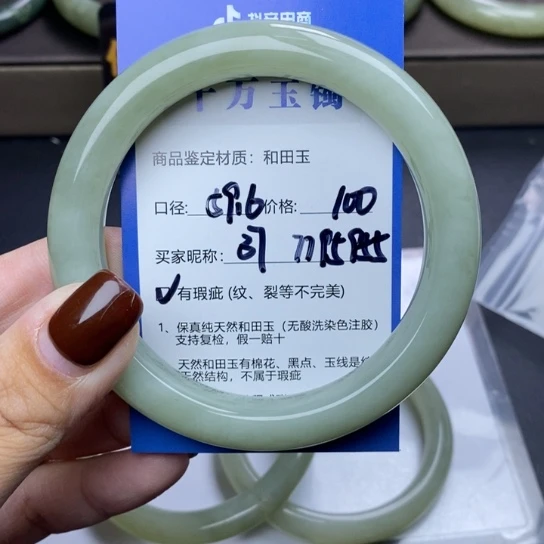 抖音电商
千万玉镯
商品鉴定材质：和田玉
口径: 59.6 价格: 100
买家昵称: 37 7795955
✓有瑕疵 (纹、裂等不完美)
1、保真纯天然和田玉（无酸洗染色注胶）
支持复检，假一赔十
天然和田玉有棉花、黑点、玉线是
天然结构，不属于瑕疵